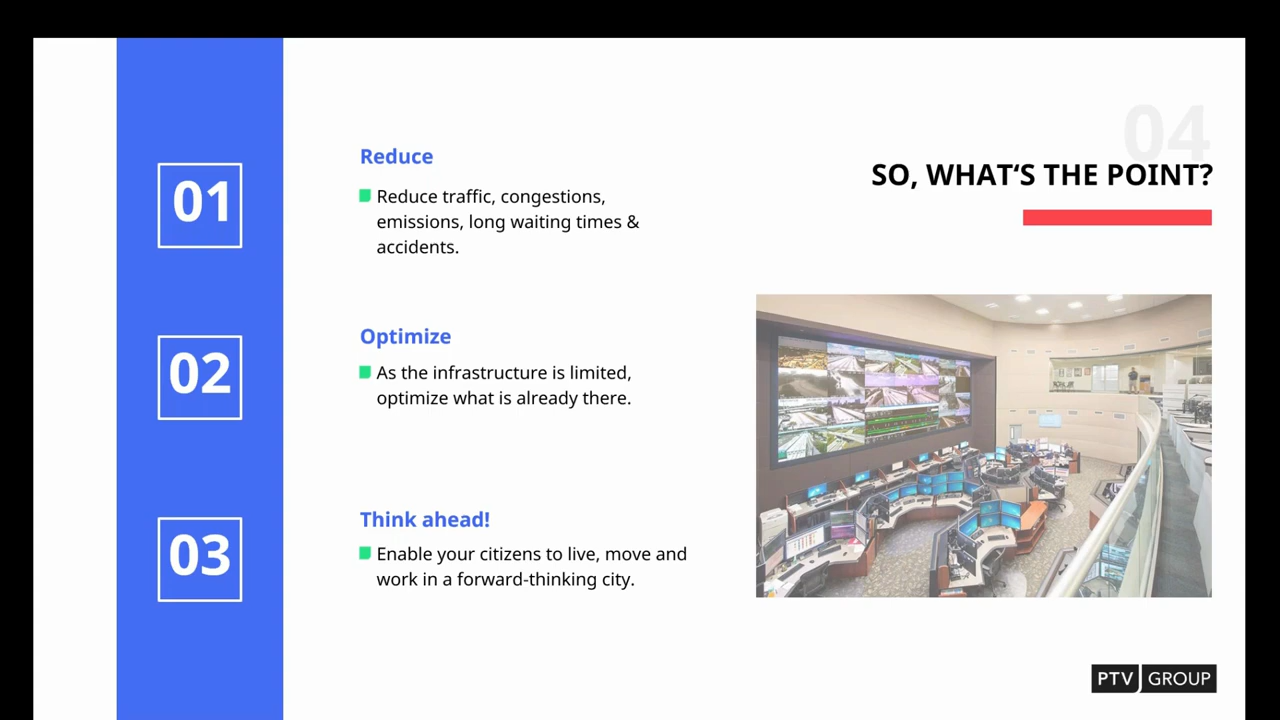 04
SO, WHAT‘S THE POINT?
01
Reduce
Reduce traffic, congestions,
emissions, long waiting times &
accidents.
02
Optimize
As the infrastructure is limited,
optimize what is already there.
03
Think ahead!
Enable your citizens to live, move and
work in a forward-thinking city.
PTV GROUP